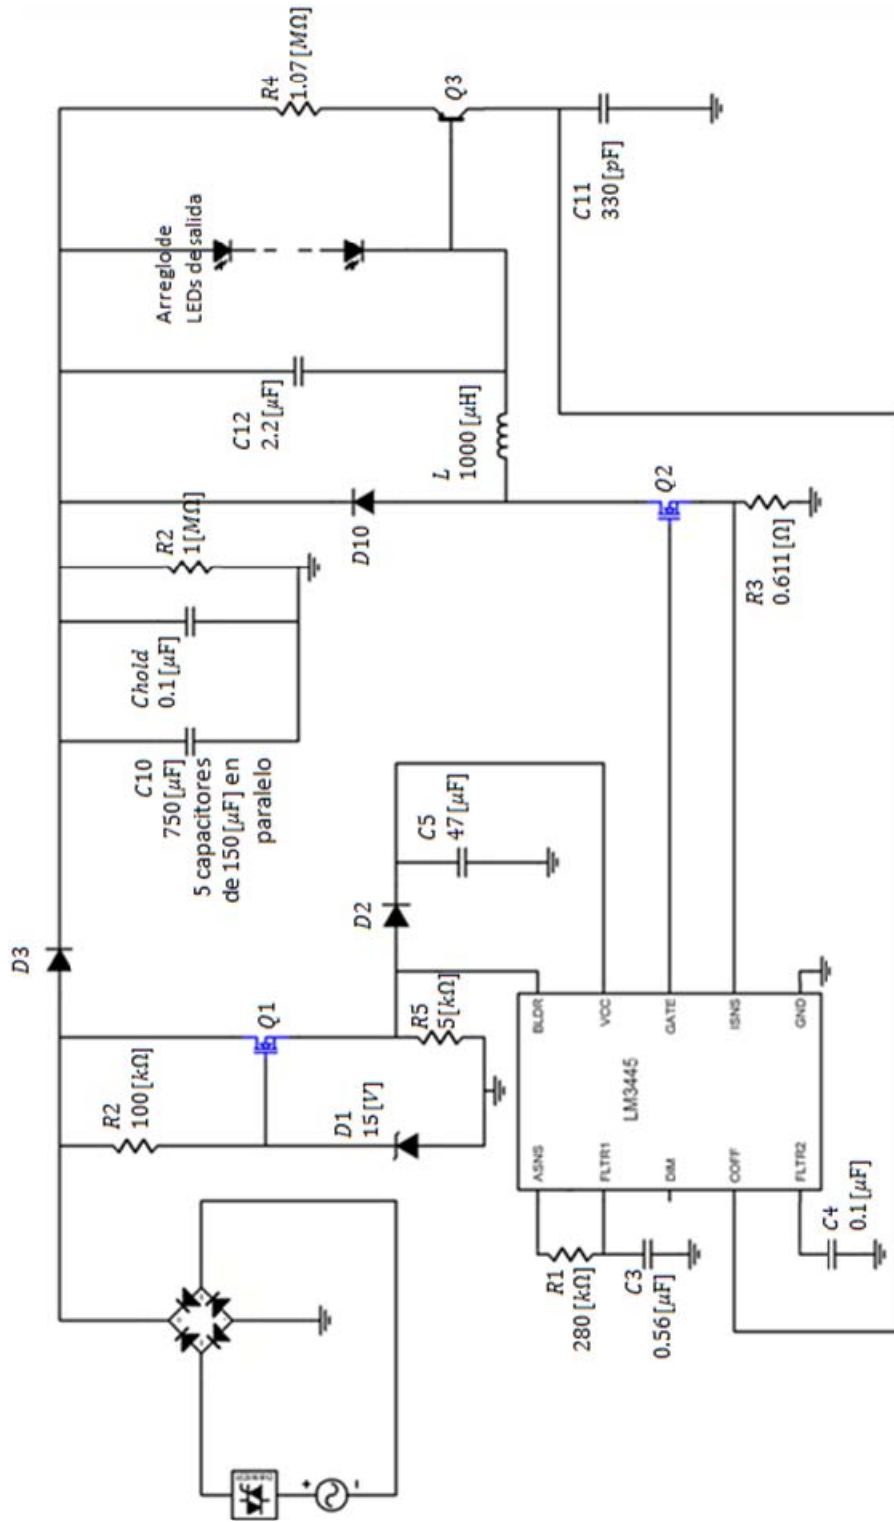 D3
R2
100[kΩ]
Q1
D1
15[V]
R5
5[kΩ]
D2
C5
47[μF]
C10
750[μF]
5 capacitores
de 150[μF] en
paralelo
Chold
0.1[μF]
R2
1[MΩ]
D10
C12
2.2[μF]
L
1000[μH]
Arreglo de
LEDs de salida
R4
1.07[MΩ]
Q3
C11
330[pF]
Q2
R3
0.611[Ω]
LM3445
ASNS
FLTR1
DIM
COFF
FLTR2
BLDR
VCC
GATE
ISNS
GND
R1
280[kΩ]
C3
0.56[μF]
C4
0.1[μF]
+
-